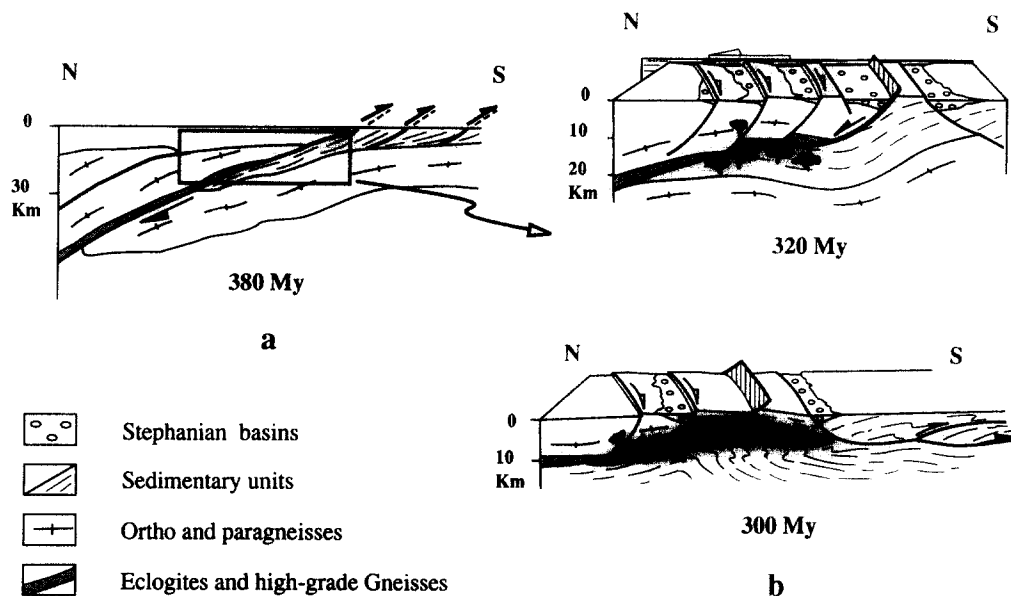 N
S
0
30
Km
380 My
a
N
S
0
10
20
Km
320 My
N
S
0
10
Km
300 My
b
Stephanian basins
Sedimentary units
Ortho and paragneisses
Eclogites and high-grade Gneisses